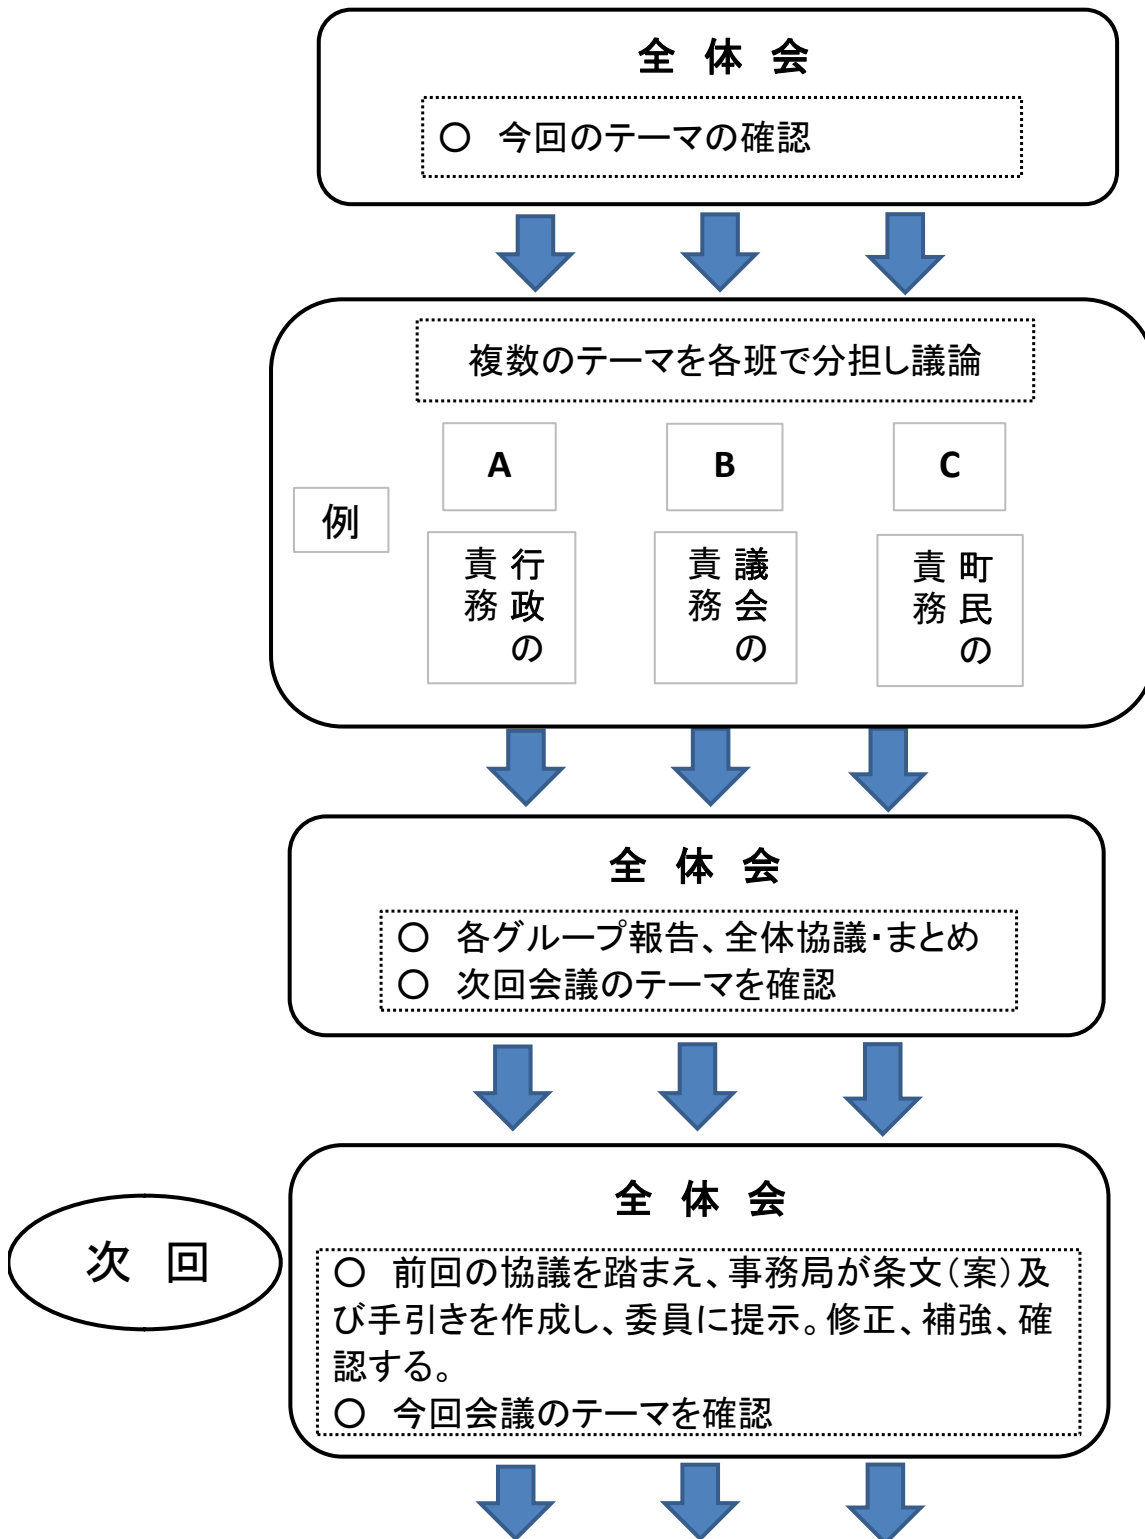 全 体 会
○ 今回のテーマの確認
複数のテーマを各班で分担し議論
A
B
C
例
行政の
責務
議会の
責務
町民の
責務
全 体 会
○ 各グループ報告、全体協議・まとめ
○ 次回会議のテーマを確認
次 回
全 体 会
○ 前回の協議を踏まえ、事務局が条文(案)及
び手引きを作成し、委員に提示。修正、補強、確
認する。
○ 今回会議のテーマを確認